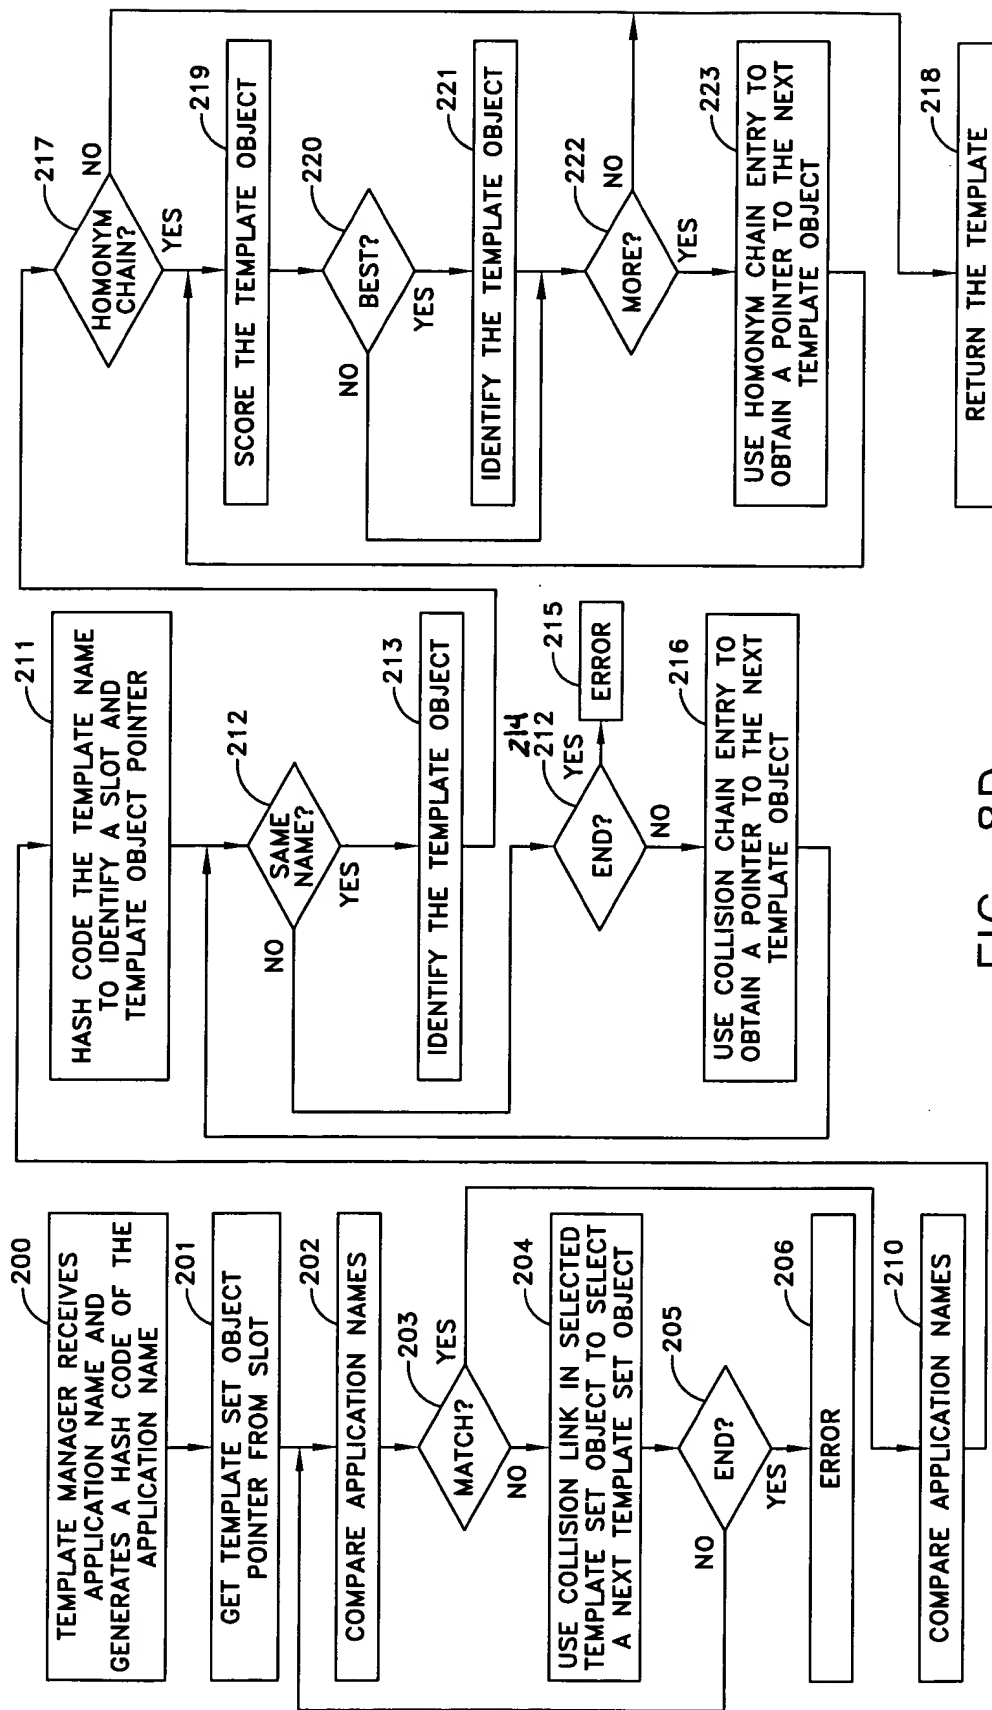 200
TEMPLATE MANAGER RECEIVES
APPLICATION NAME AND
GENERATES A HASH CODE OF THE
APPLICATION NAME
201
GET TEMPLATE SET OBJECT
POINTER FROM SLOT
202
COMPARE APPLICATION NAMES
203
MATCH?
YES
NO
204
USE COLLISION LINK IN SELECTED
TEMPLATE SET OBJECT TO SELECT
A NEXT TEMPLATE SET OBJECT
205
END?
NO
YES
206
ERROR
210
COMPARE APPLICATION NAMES
211
HASH CODE THE TEMPLATE NAME
TO IDENTIFY A SLOT AND
TEMPLATE OBJECT POINTER
212
SAME
NAME?
NO
YES
213
IDENTIFY THE TEMPLATE OBJECT
214
212
END?
YES
NO
215
ERROR
216
USE COLLISION CHAIN ENTRY TO
OBTAIN A POINTER TO THE NEXT
TEMPLATE OBJECT
217
HOMONYM
CHAIN?
NO
YES
219
SCORE THE TEMPLATE OBJECT
220
BEST?
NO
YES
221
IDENTIFY THE TEMPLATE OBJECT
222
MORE?
NO
YES
223
USE HOMONYM CHAIN ENTRY TO
OBTAIN A POINTER TO THE NEXT
TEMPLATE OBJECT
218
RETURN THE TEMPLATE